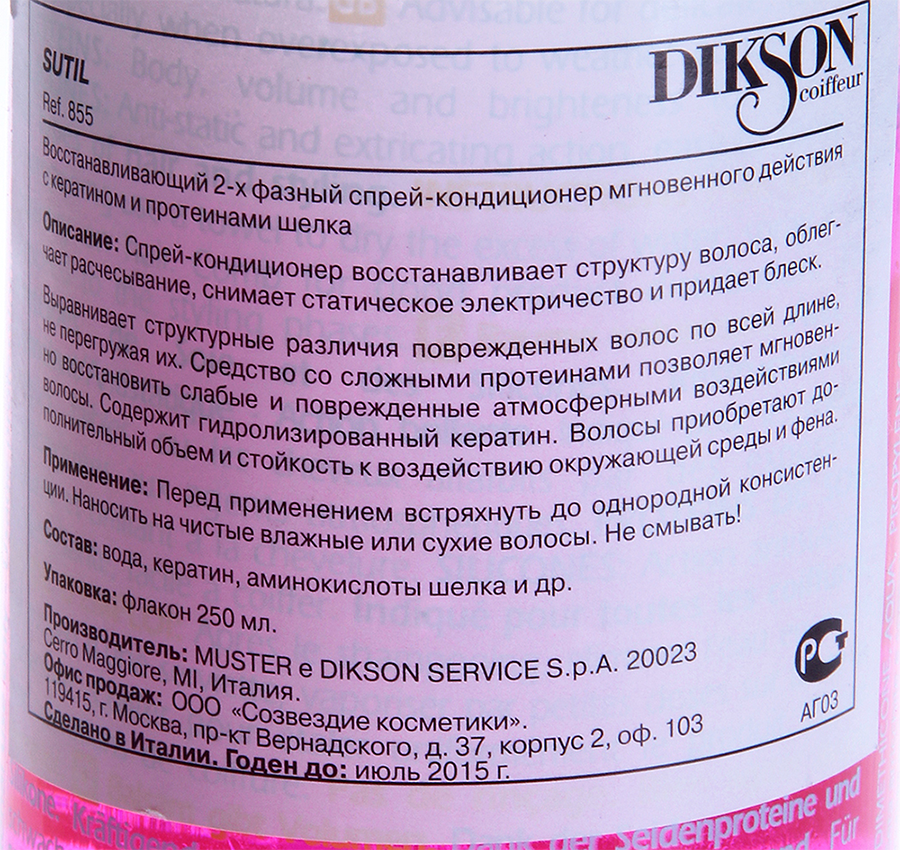 SUTIL
Ref. 855
DIKSON
coiffeur
Восстанавливающий 2-х фазный спрей-кондиционер мгновенного действия
с кератином и протеинами шелка
Описание: Спрей-кондиционер восстанавливает структуру волоса, облег-
чает расчесывание, снимает статическое электричество и придает блеск.
Выравнивает структурные различия поврежденных волос по всей длине,
не перегружая их. Средство со сложными протеинами позволяет мгновен-
но восстановить слабые и поврежденные атмосферными воздействиями
волосы. Содержит гидролизированный кератин. Волосы приобретают до-
полнительный объем и стойкость к воздействию окружающей среды и фена.
Применение: Перед применением встряхнуть до однородной консистен-
ции. Наносить на чистые влажные или сухие волосы. Не смывать!
Состав: вода, кератин, аминокислоты шелка и др.
Упаковка: флакон 250 мл.
Производитель: MUSTER e DIKSON SERVICE S.p.A. 20023
Cerro Maggiore, MI, Италия.
Офис продаж: ООО «Созвездие косметики».
119415, г. Москва, пр-кт Вернадского, д. 37, корпус 2, оф. 103
Сделано в Италии. Годен до: июль 2015 г.
РСТ
АГ03
Dank der Seidenproteine und
Für